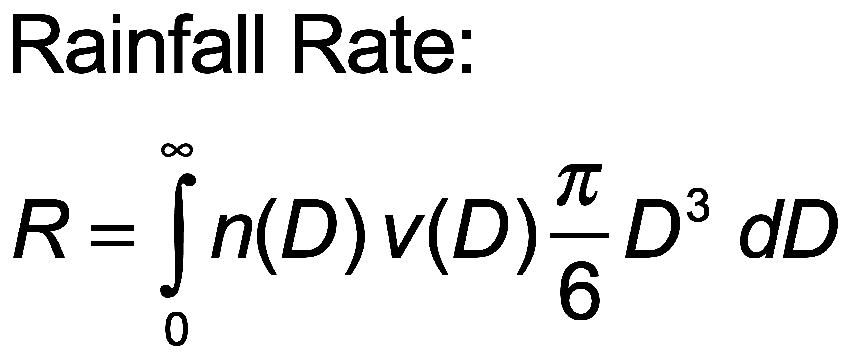 Rainfall Rate:
R = ∫₀^∞ n(D) v(D) π/6 D³ dD